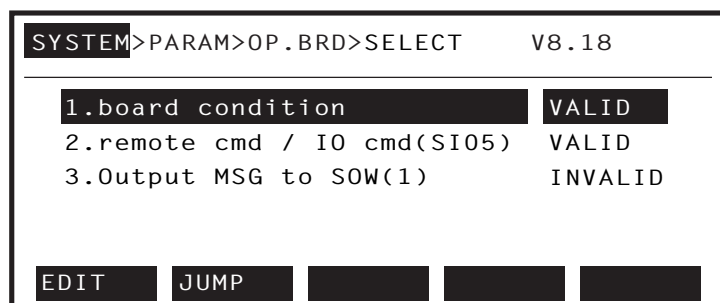 SYSTEM>PARAM>OP.BRD>SELECT V8.18
1.board condition VALID
2.remote cmd / IO cmd(SIO5) VALID
3.Output MSG to SOW(1) INVALID
EDIT JUMP